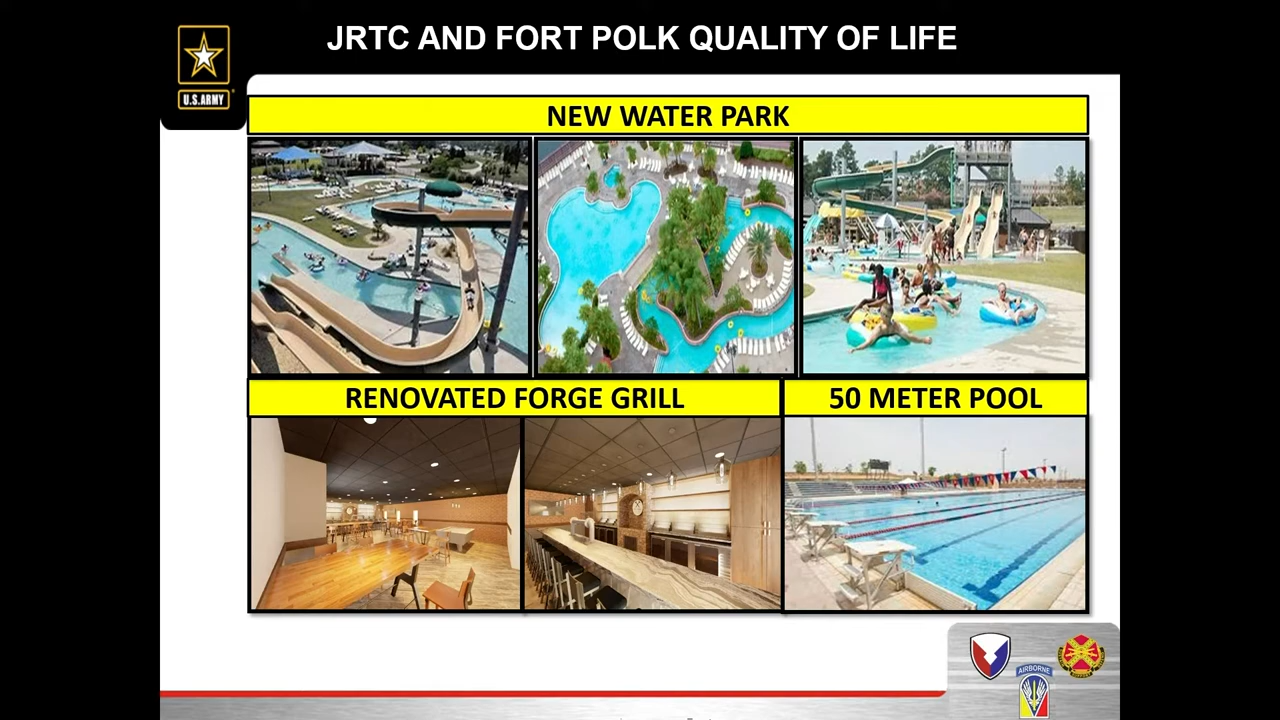 JRTC AND FORT POLK QUALITY OF LIFE
U.S.ARMY
NEW WATER PARK
RENOVATED FORGE GRILL
50 METER POOL
AIRBORNE